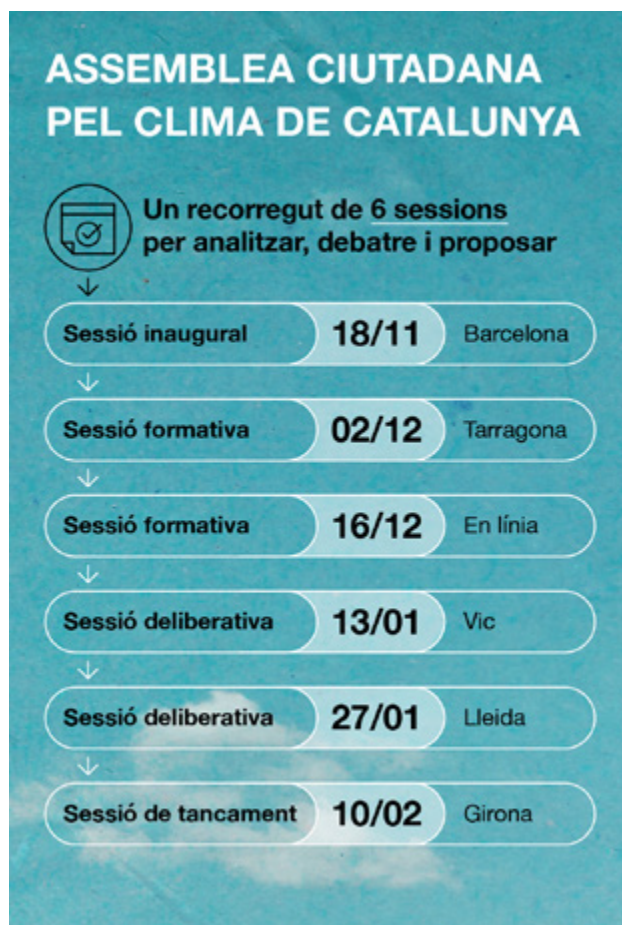 ASSEMBLEA CIUTADANA
PEL CLIMA DE CATALUNYA
Un recorregut de 6 sessions
per analitzar, debatre i proposar
Sessió inaugural 18/11 Barcelona
Sessió formativa 02/12 Tarragona
Sessió formativa 16/12 En línia
Sessió deliberativa 13/01 Vic
Sessió deliberativa 27/01 Lleida
Sessió de tancament 10/02 Girona